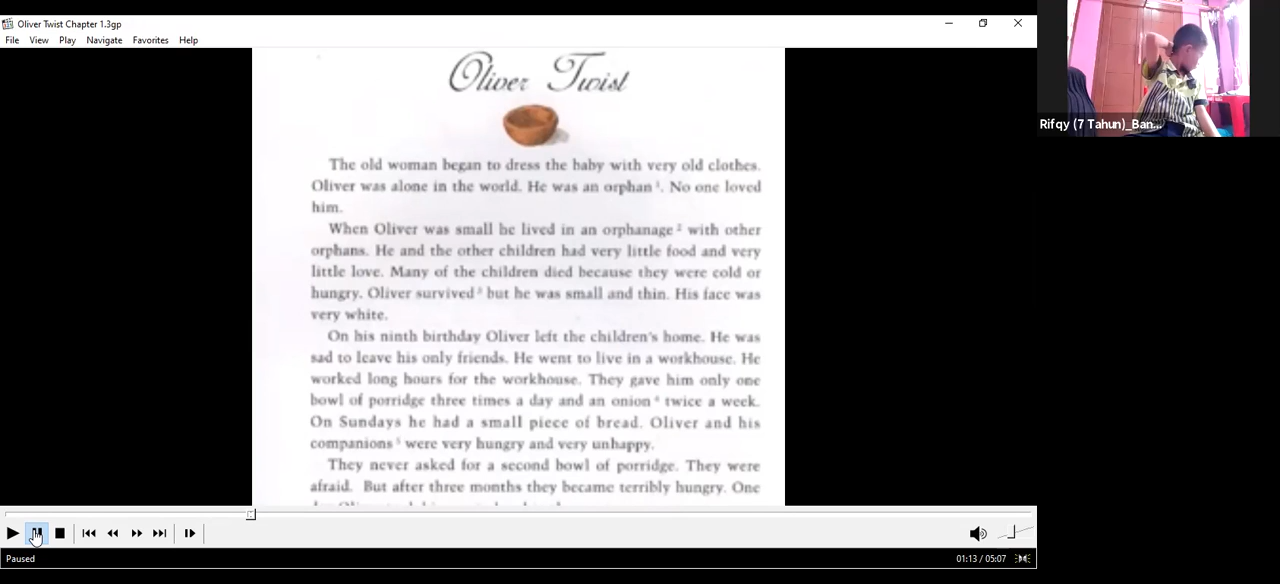 Oliver Twist Chapter 1.3gp
File View Play Navigate Favorites Help
Oliver Twist
The old woman began to dress the baby with very old clothes.
Oliver was alone in the world. He was an orphan ¹. No one loved
him.
When Oliver was small he lived in an orphanage ² with other
orphans. He and the other children had very little food and very
little love. Many of the children died because they were cold or
hungry. Oliver survived ³ but he was small and thin. His face was
very white.
On his ninth birthday Oliver left the children's home. He was
sad to leave his only friends. He went to live in a workhouse. He
worked long hours for the workhouse. They gave him only one
bowl of porridge three times a day and an onion ⁴ twice a week.
On Sundays he had a small piece of bread. Oliver and his
companions ⁵ were very hungry and very unhappy.
They never asked for a second bowl of porridge. They were
afraid. But after three months they became terribly hungry. One
Paused
01:13 / 05:07
Rifqy (7 Tahun)_Ban...